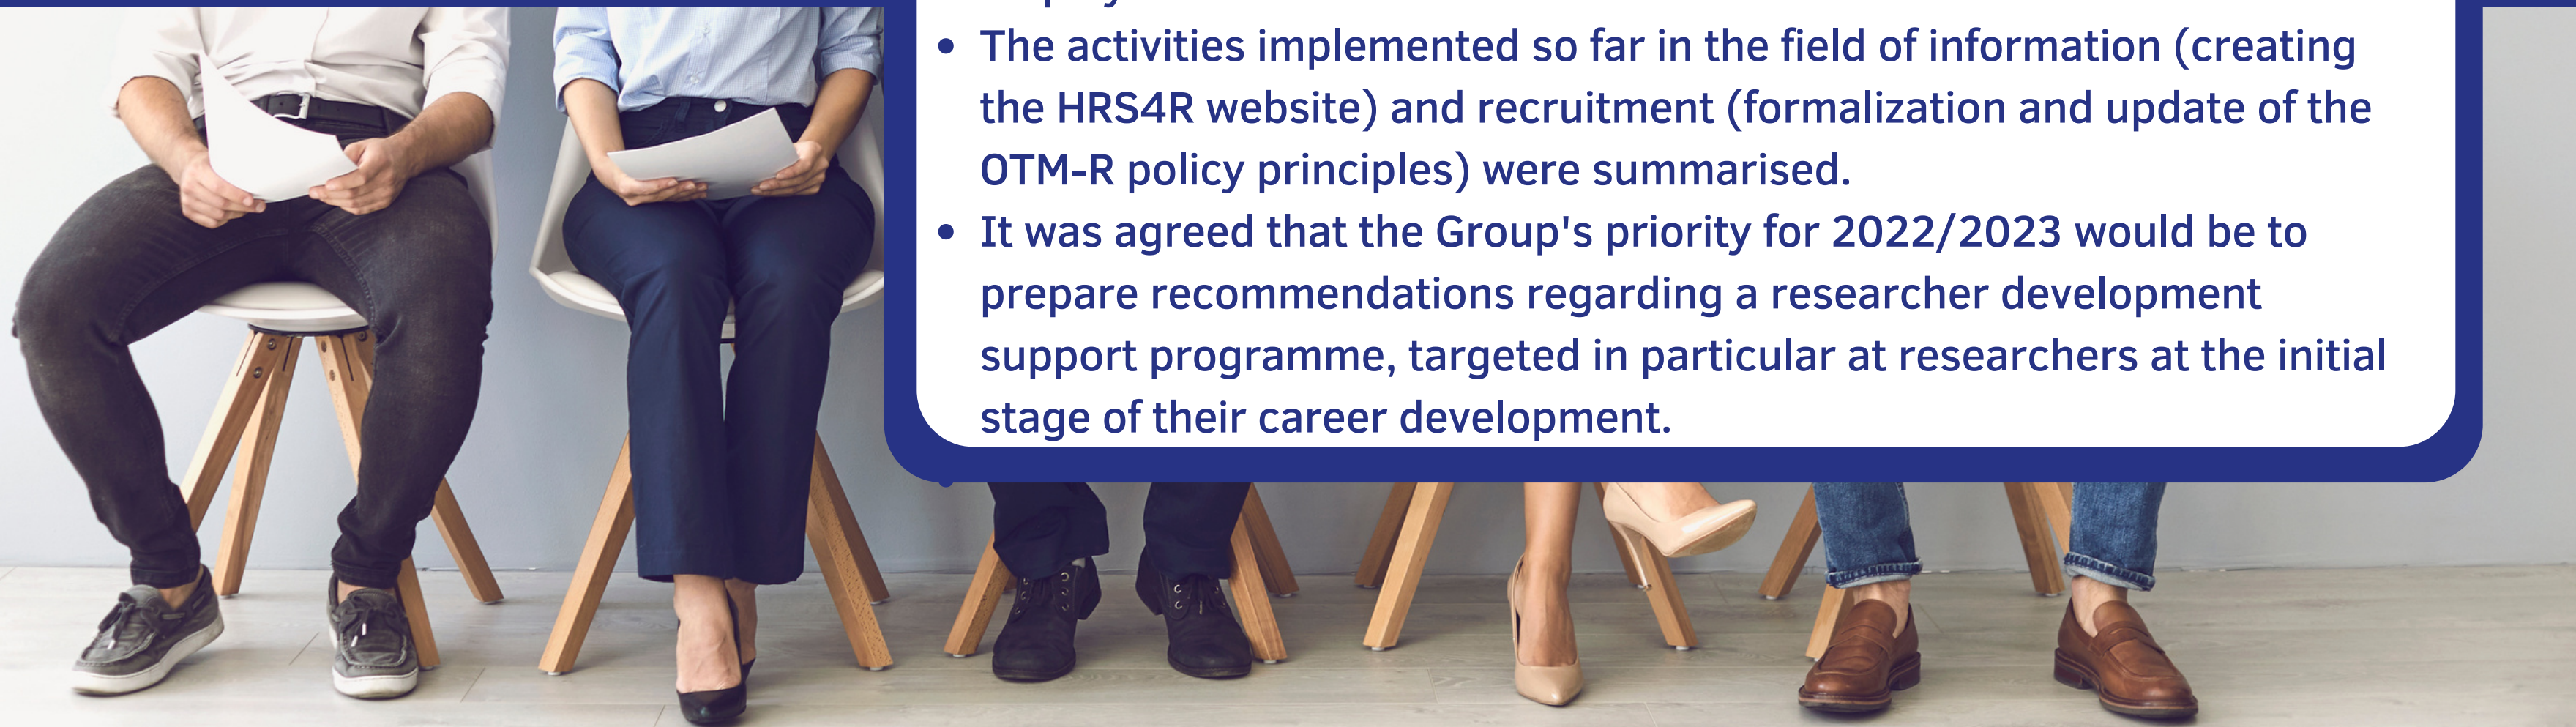 • The activities implemented so far in the field of information (creating
the HRS4R website) and recruitment (formalization and update of the
OTM-R policy principles) were summarised.
• It was agreed that the Group's priority for 2022/2023 would be to
prepare recommendations regarding a researcher development
support programme, targeted in particular at researchers at the initial
stage of their career development.